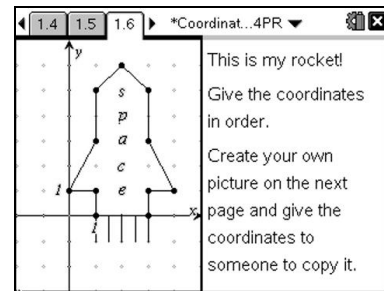 1.4 1.5 1.6 *Coordinat...4PR
y
s
p
a
c
1 e
x
1
This is my rocket!
Give the coordinates
in order.
Create your own
picture on the next
page and give the
coordinates to
someone to copy it.